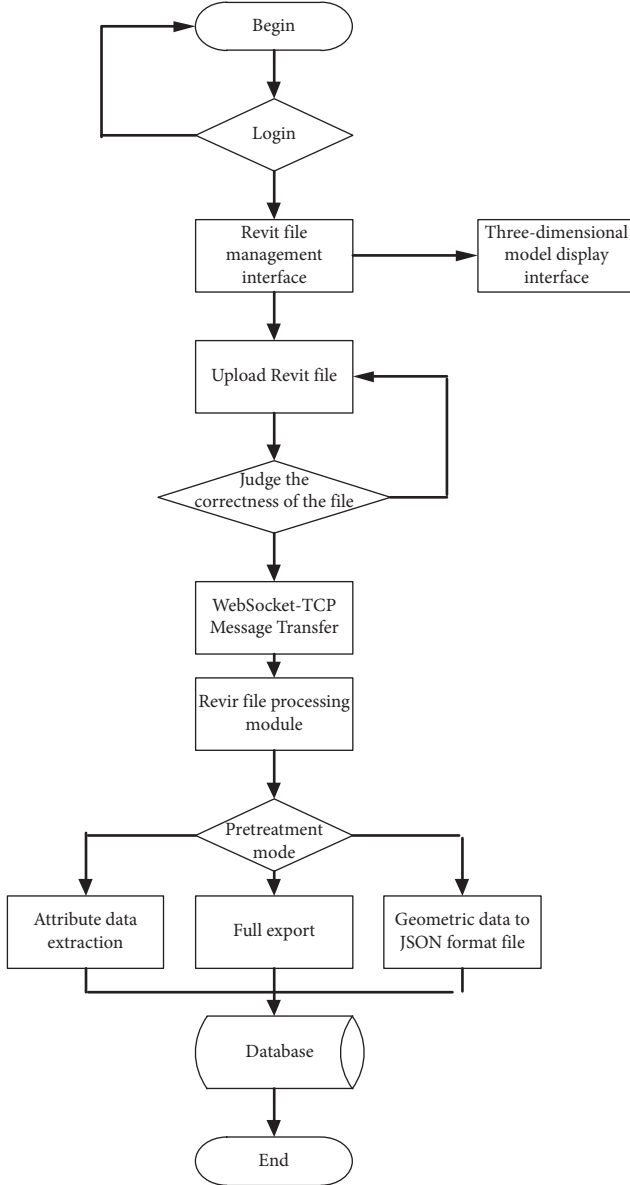 Begin
Login
Revit file
management
interface
Three-dimensional
model display
interface
Upload Revit file
Judge the
correctness of the file
WebSocket-TCP
Message Transfer
Revir file processing
module
Pretreatment
mode
Attribute data
extraction
Full export
Geometric data to
JSON format file
Database
End